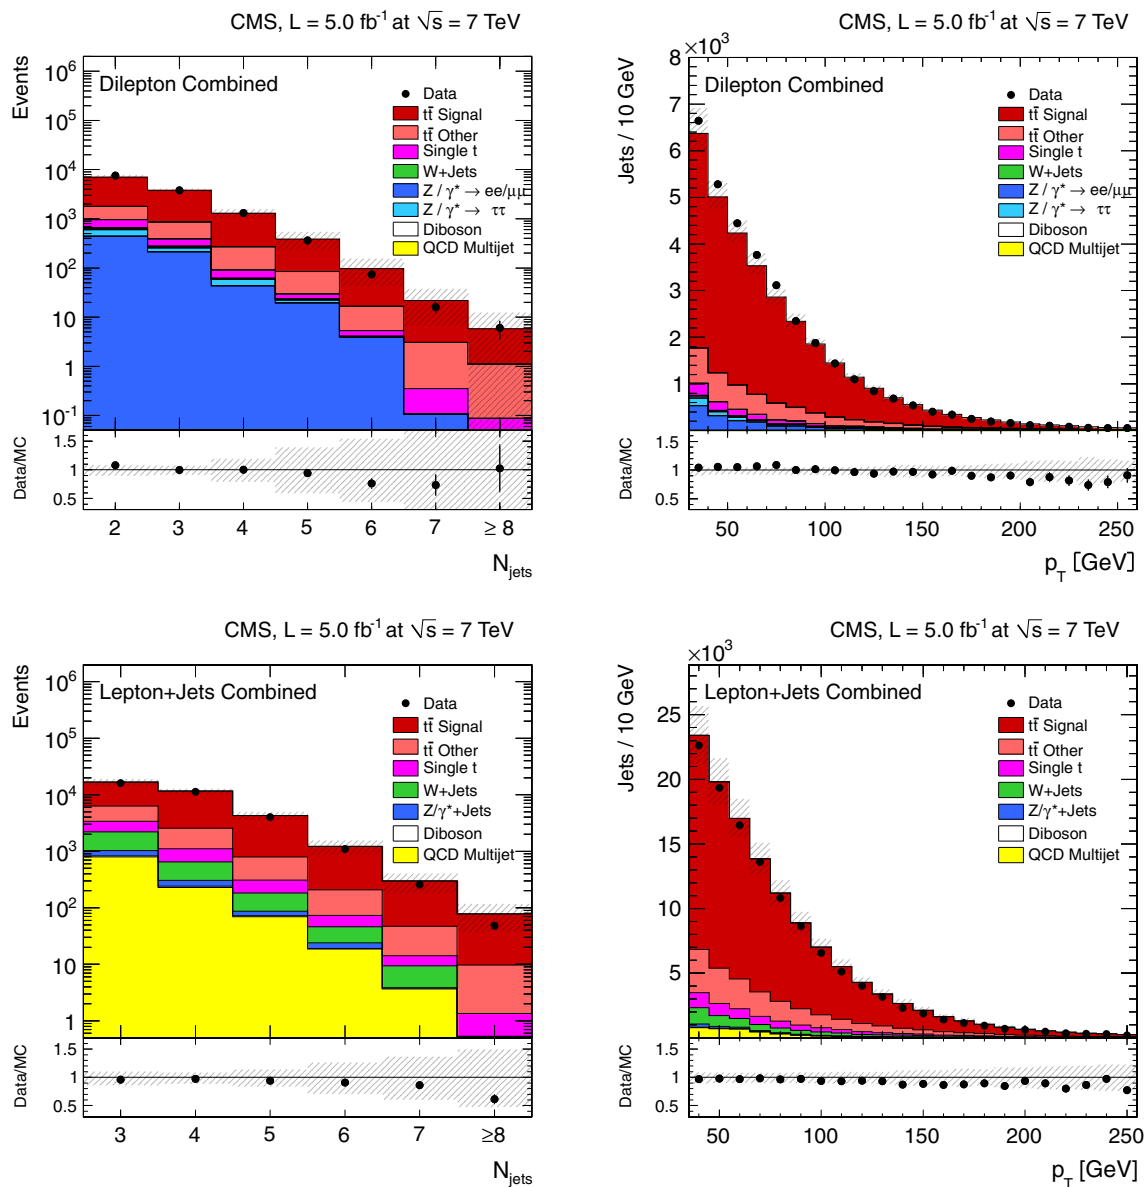 CMS, L = 5.0 fb⁻¹ at √s = 7 TeV
Events
Dilepton Combined
10⁶
10⁵
10⁴
10³
10²
10
1
10⁻¹
Data
tt̄ Signal
tt̄ Other
Single t
W+Jets
Z / γ* → ee/μμ
Z / γ* → ττ
Diboson
QCD Multijet
Data/MC
1.5
1
0.5
2 3 4 5 6 7 ≥ 8
N_jets
CMS, L = 5.0 fb⁻¹ at √s = 7 TeV
×10³
Jets / 10 GeV
Dilepton Combined
8
7
6
5
4
3
2
1
Data
tt̄ Signal
tt̄ Other
Single t
W+Jets
Z / γ* → ee/μμ
Z / γ* → ττ
Diboson
QCD Multijet
Data/MC
1.5
1
0.5
50 100 150 200 250
p_T [GeV]
CMS, L = 5.0 fb⁻¹ at √s = 7 TeV
Events
Lepton+Jets Combined
10⁶
10⁵
10⁴
10³
10²
10
1
Data
tt̄ Signal
tt̄ Other
Single t
W+Jets
Z/γ*+Jets
Diboson
QCD Multijet
Data/MC
1.5
1
0.5
3 4 5 6 7 ≥8
N_jets
CMS, L = 5.0 fb⁻¹ at √s = 7 TeV
×10³
Jets / 10 GeV
Lepton+Jets Combined
25
20
15
10
5
Data
tt̄ Signal
tt̄ Other
Single t
W+Jets
Z/γ*+Jets
Diboson
QCD Multijet
Data/MC
1.5
1
0.5
50 100 150 200 250
p_T [GeV]